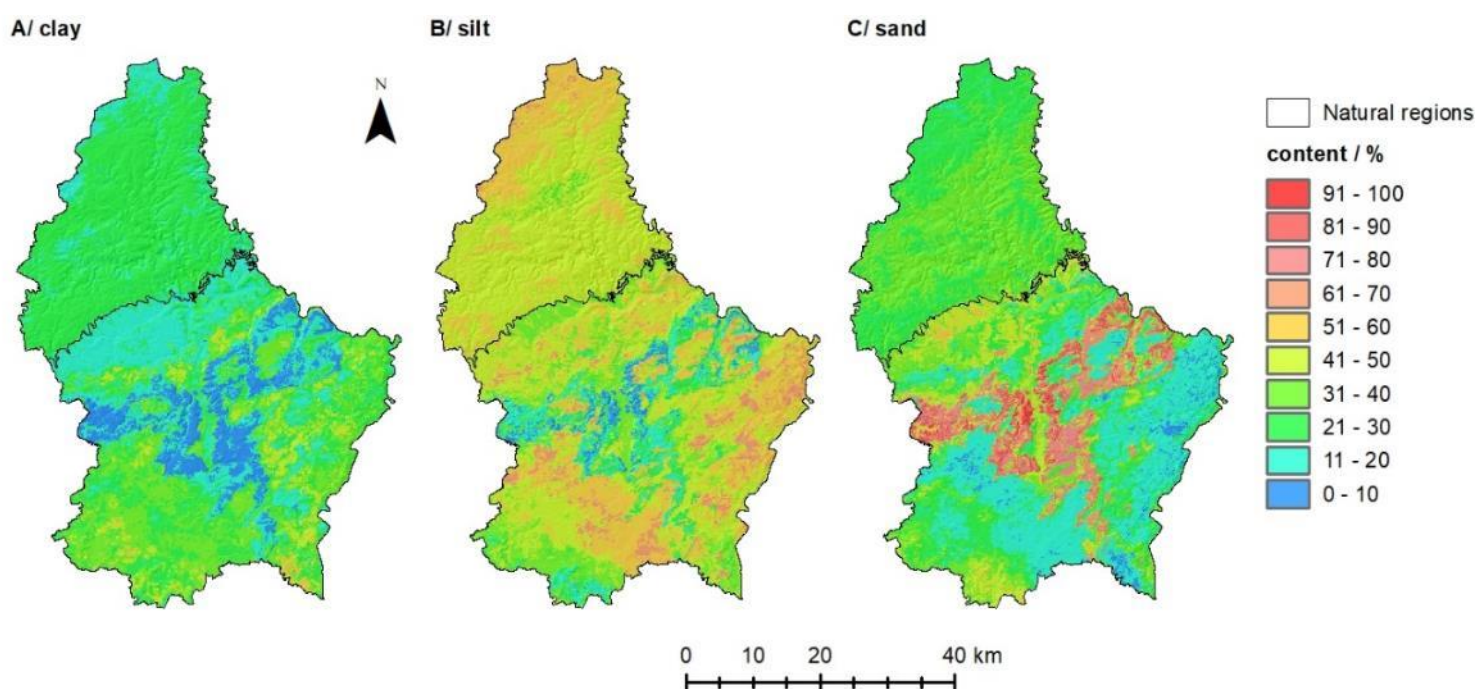 A/ clay
B/ silt
C/ sand
N
Natural regions
content / %
91 - 100
81 - 90
71 - 80
61 - 70
51 - 60
41 - 50
31 - 40
21 - 30
11 - 20
0 - 10
0 10 20 40 km